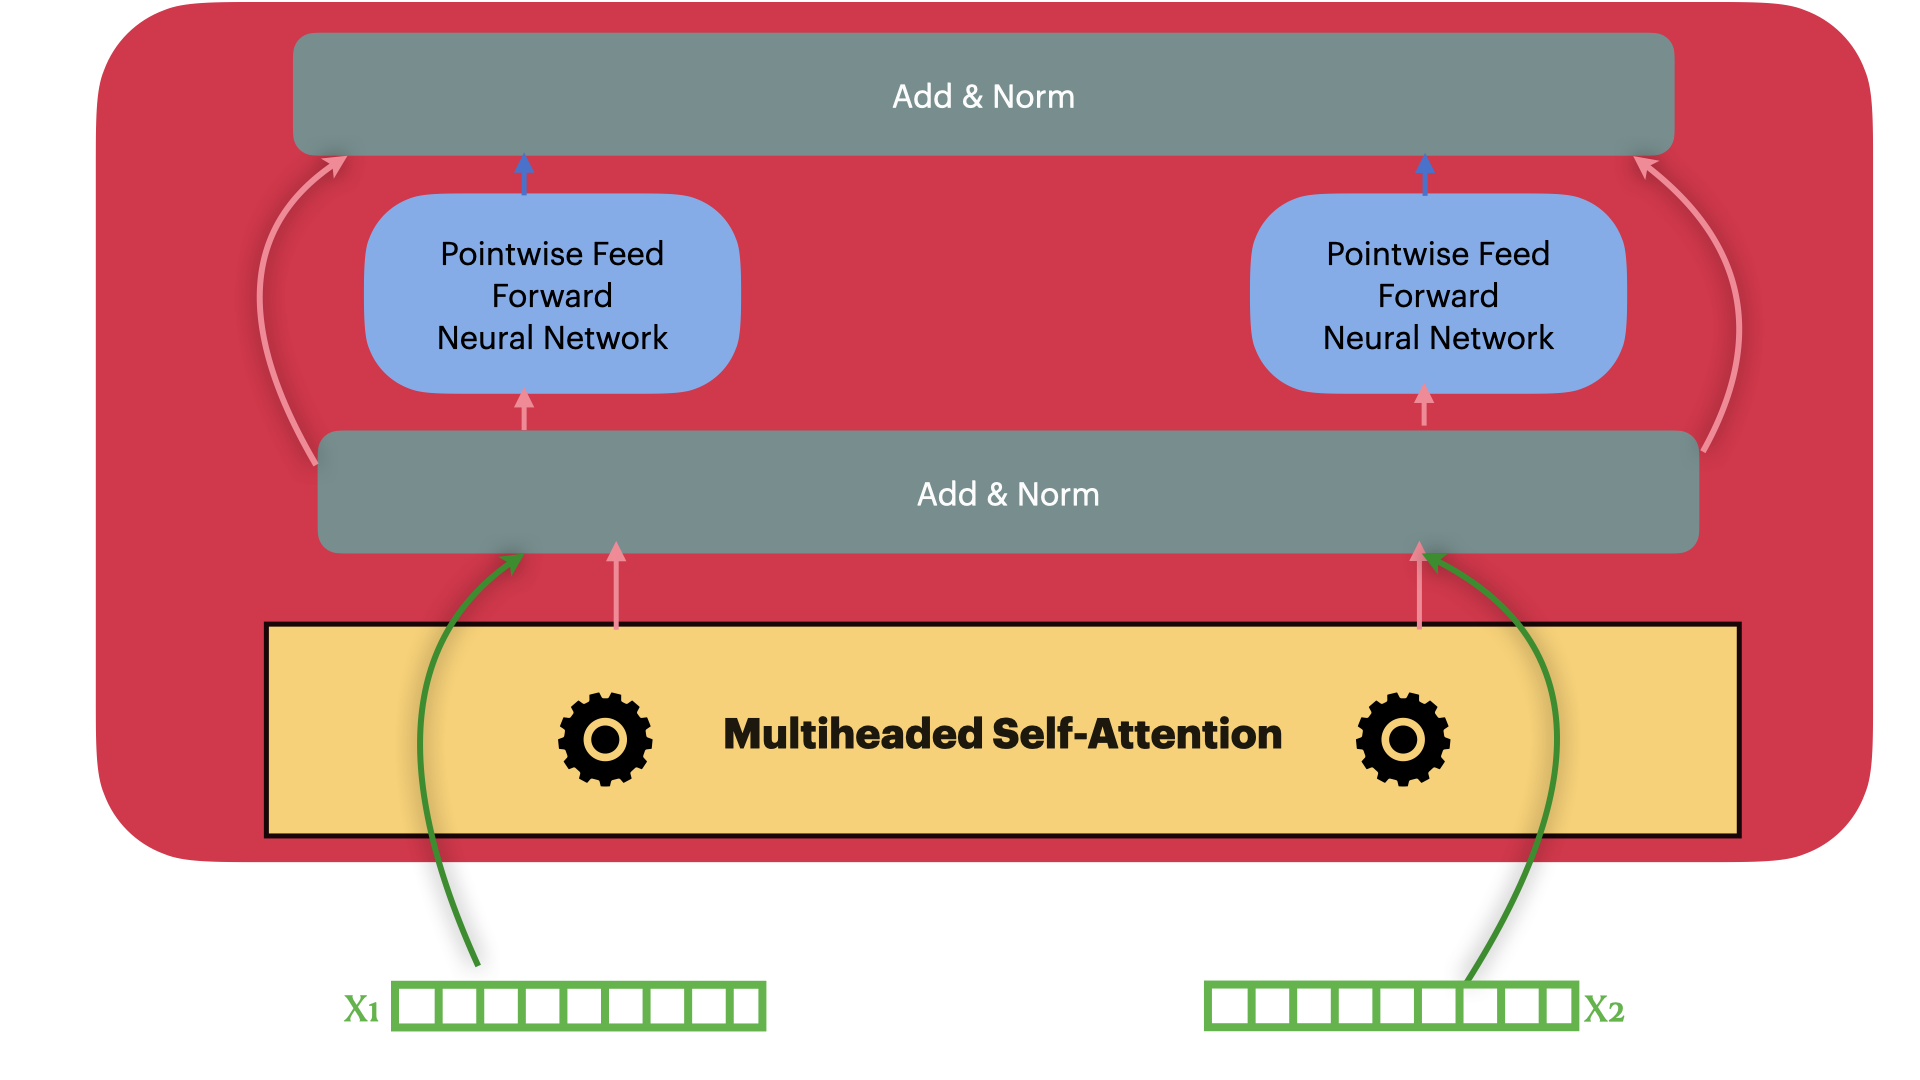 Add & Norm
Pointwise Feed
Forward
Neural Network
Pointwise Feed
Forward
Neural Network
Add & Norm
Multiheaded Self-Attention
X1
X2